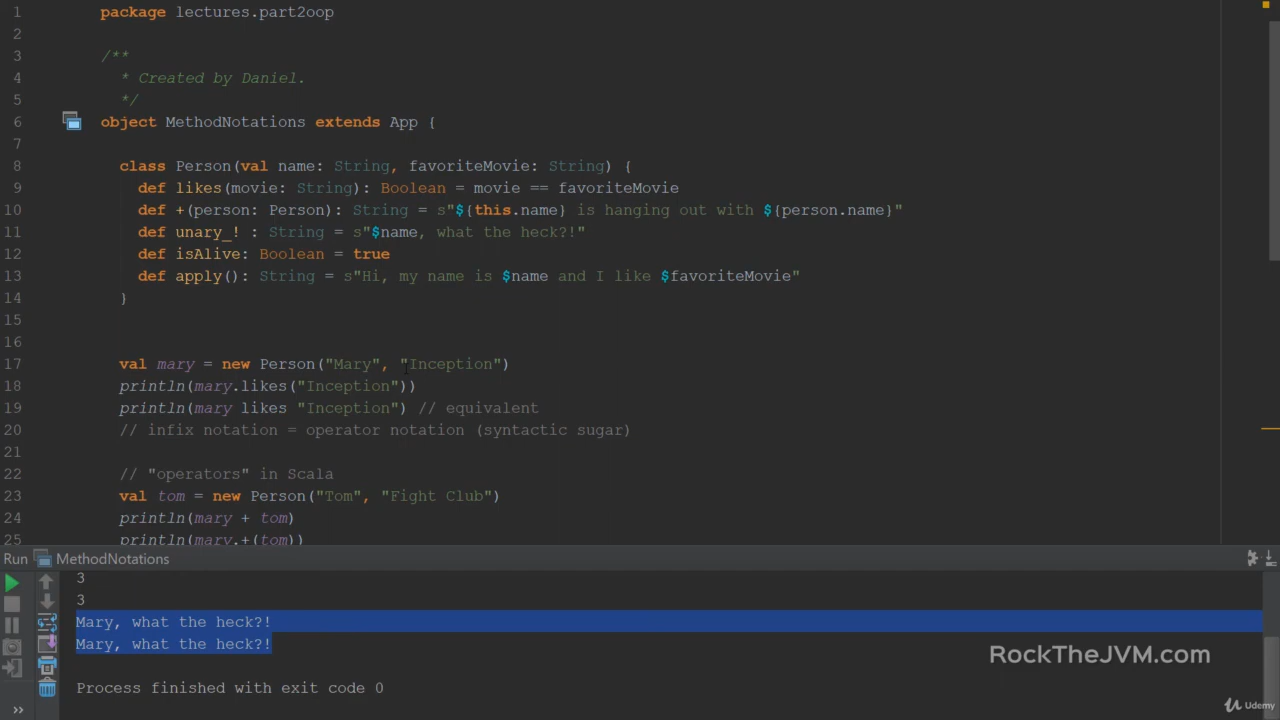 1 package lectures.part2oop
2
3 /**
4 * Created by Daniel.
5 */
6 object MethodNotations extends App {
7
8 class Person(val name: String, favoriteMovie: String) {
9 def likes(movie: String): Boolean = movie == favoriteMovie
10 def +(person: Person): String = s"${this.name} is hanging out with ${person.name}"
11 def unary_! : String = s"$name, what the heck?!"
12 def isAlive: Boolean = true
13 def apply(): String = s"Hi, my name is $name and I like $favoriteMovie"
14 }
15
16
17 val mary = new Person("Mary", "Inception")
18 println(mary.likes("Inception"))
19 println(mary likes "Inception") // equivalent
20 // infix notation = operator notation (syntactic sugar)
21
22 // "operators" in Scala
23 val tom = new Person("Tom", "Fight Club")
24 println(mary + tom)
25 println(mary.+(tom))
Run MethodNotations
3
3
Mary, what the heck?!
Mary, what the heck?!
Process finished with exit code 0
RockTheJVM.com
Udemy